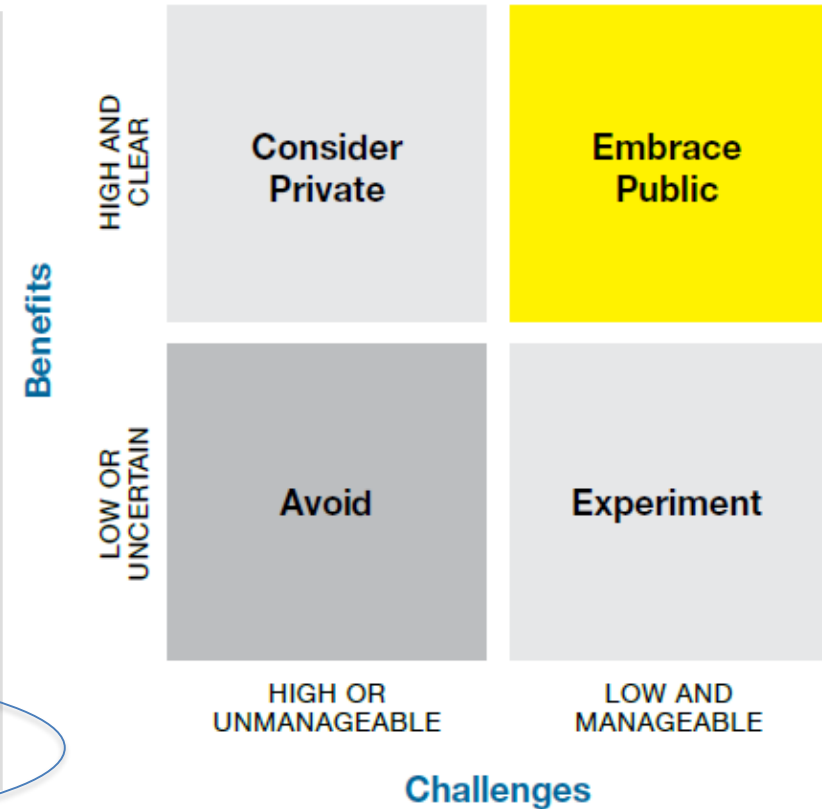 HIGH AND
CLEAR
Consider
Private
Embrace
Public
Benefits
LOW OR
UNCERTAIN
Avoid
Experiment
HIGH OR
UNMANAGEABLE
LOW AND
MANAGEABLE
Challenges